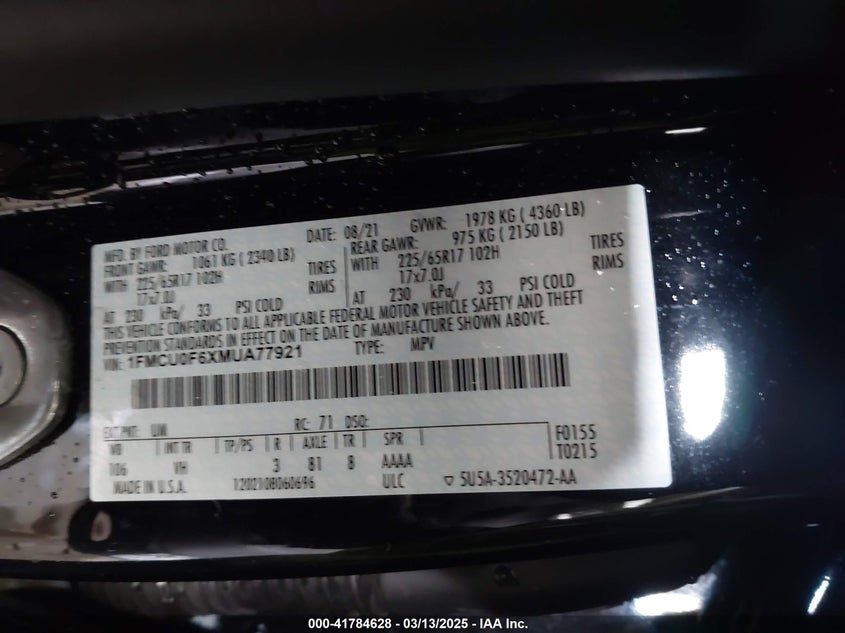 MFD. BY FORD MOTOR CO. DATE: 08/21 GVWR: 1978 KG ( 4360 LB)
FRONT GAWR: 1061 KG ( 2340 LB) REAR GAWR: 975 KG ( 2150 LB)
WITH 225/65R17 102H TIRES WITH 225/65R17 102H TIRES
17x7.0J RIMS 17x7.0J RIMS
AT 230 kPa/ 33 PSI COLD AT 230 kPa/ 33 PSI COLD
THIS VEHICLE CONFORMS TO ALL APPLICABLE FEDERAL MOTOR VEHICLE SAFETY AND THEFT
PREVENTION STANDARDS IN EFFECT ON THE DATE OF MANUFACTURE SHOWN ABOVE.
VIN: 1FMCU0F6XMUA77921 TYPE: MPV
EXT PNT: UM RC: 71 DSO:
WB INT TR TP/PS R AXLE TR SPR F0155
106 VH 3 81 8 AAAA T0215
MADE IN U.S.A. 1202108060696 ULC 5U5A-3520472-AA
000-41784628 - 03/13/2025 - IAA Inc.